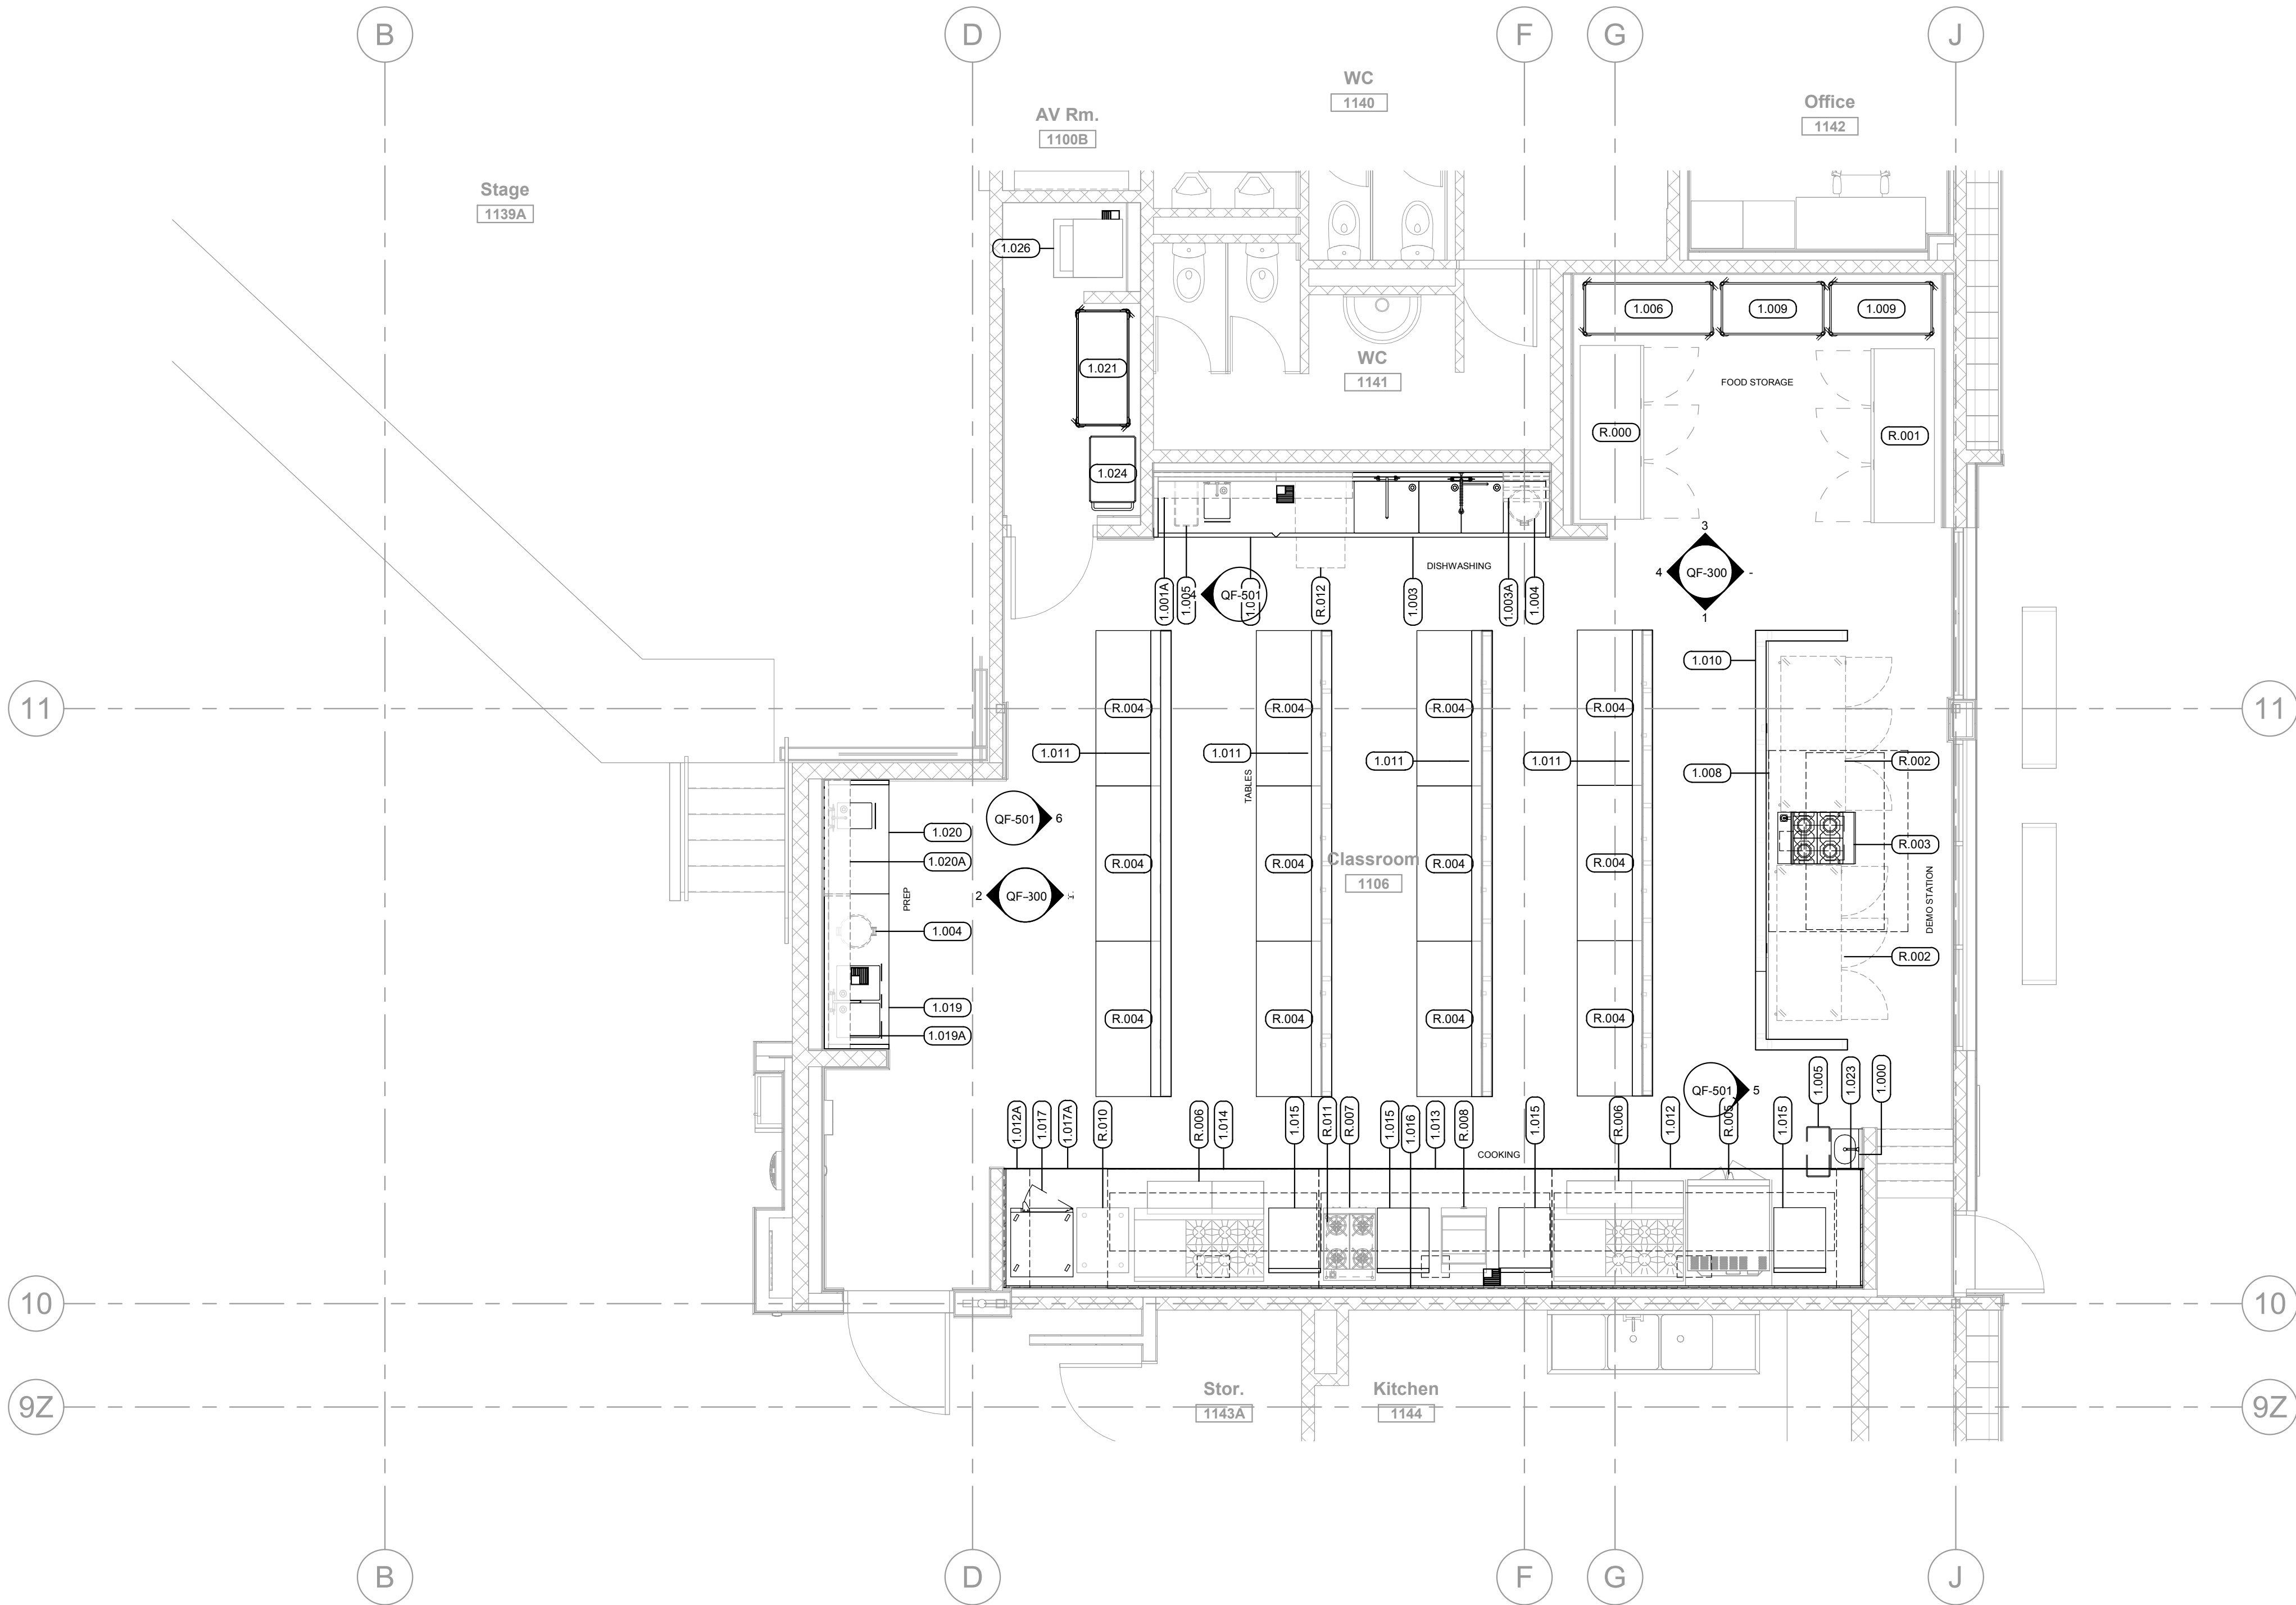 B
D
F
G
J
WC
1140
AV Rm.
1100B
Office
1142
Stage
1139A
1.026
1.006
1.009
1.009
1.021
WC
1141
FOOD STORAGE
R.000
R.001
1.024
3
4
QF-300
-
1
DISHWASHING
1.001A
1.005
4
QF-501
R.012
1.003
1.003A
1.004
1.010
11
R.004
R.004
R.004
R.004
11
1.011
1.011
1.011
1.011
1.008
R.002
TABLES
QF-501
6
1.020
1.020A
R.003
R.004
R.004
Classroom
R.004
R.004
1106
2
QF-300
PREP
DEMO STATION
1.004
R.002
1.019
1.019A
R.004
R.004
R.004
R.004
QF-501
5
1.005
1.023
1.000
1.012A
1.017
1.017A
R.010
R.006
1.014
1.015
R.011
R.007
1.015
1.016
1.013
R.008
1.015
R.006
1.012
R.005
1.015
COOKING
10
10
Stor.
1143A
Kitchen
1144
9Z
9Z
B
D
F
G
J